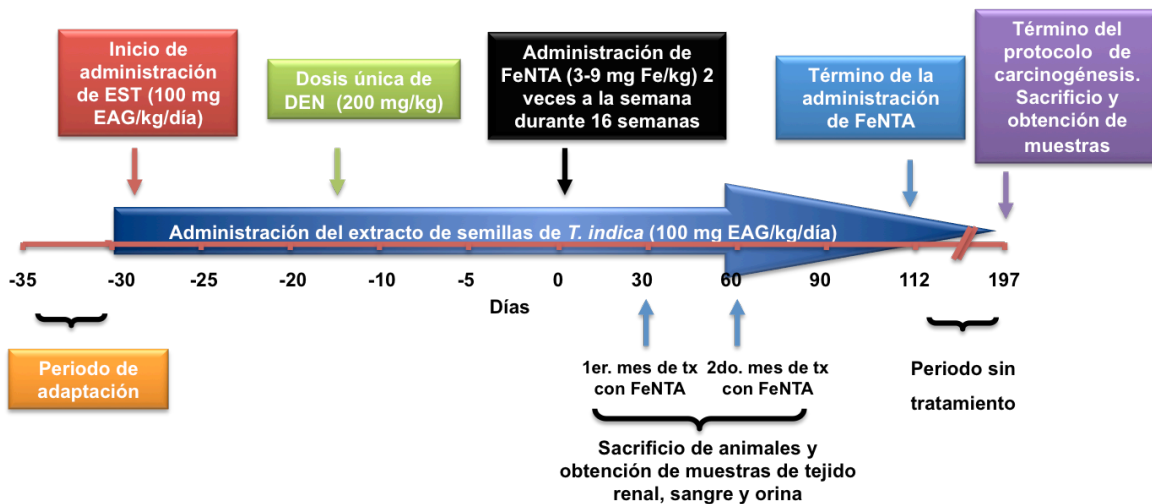 Inicio de
administración
de EST (100 mg
EAG/kg/día)
Dosis única de
DEN (200 mg/kg)
Administración de
FeNTA (3-9 mg Fe/kg) 2
veces a la semana
durante 16 semanas
Término de la
administración
de FeNTA
Término del
protocolo de
carcinogénesis.
Sacrificio y
obtención de
muestras
Administración del extracto de semillas de T. indica (100 mg EAG/kg/día)
-35 -30 -25 -20 -10 -5 0 30 60 90 112 197
Días
Periodo de
adaptación
1er. mes de tx
con FeNTA
2do. mes de tx
con FeNTA
Periodo sin
tratamiento
Sacrificio de animales y
obtención de muestras de tejido
renal, sangre y orina